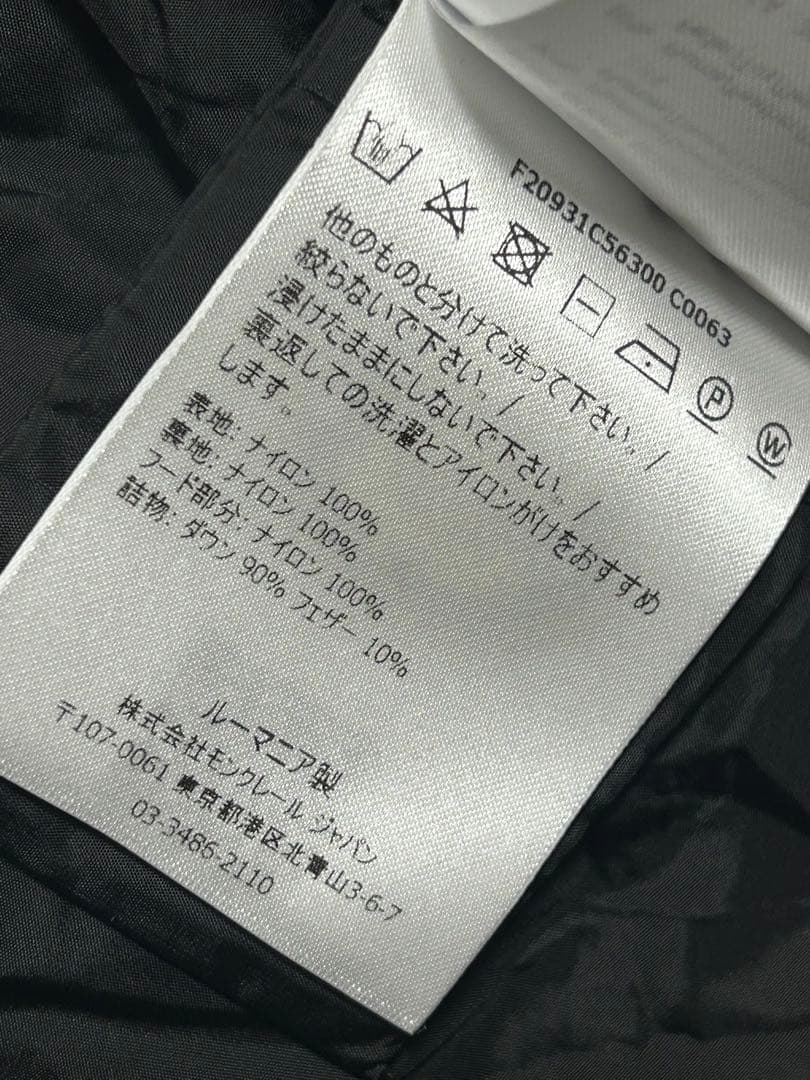 F20931C56300 C0063
P
W
他のものと分けて洗って下さい。/
絞らないで下さい。/
浸けたままにしないで下さい。/
裏返しての洗濯とアイロンがけをおすすめ
します。
表地: ナイロン 100%
裏地: ナイロン 100%
フード部分: ナイロン 100%
詰物: ダウン 90% フェザー 10%
ルーマニア製
株式会社モンクレール ジャパン
〒107-0061 東京都港区北青山3-6-7
03-3486-2110